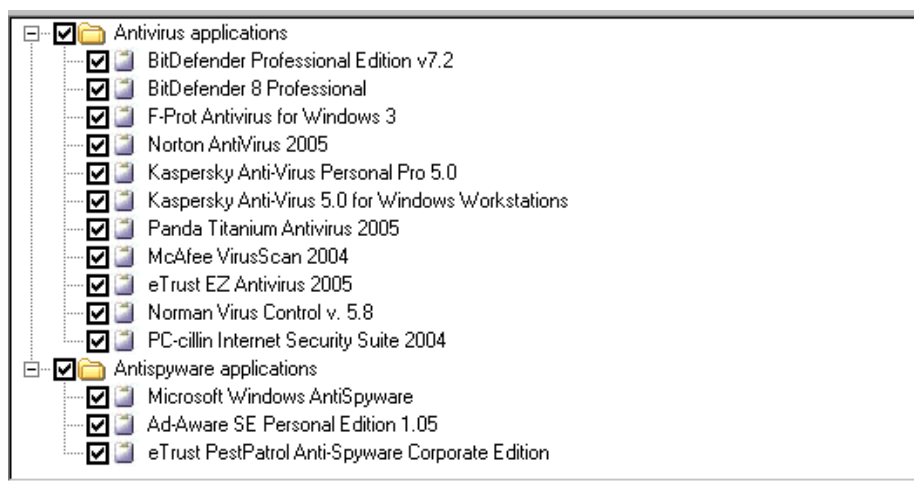 Antivirus applications
BitDefender Professional Edition v7.2
BitDefender 8 Professional
F-Prot Antivirus for Windows 3
Norton AntiVirus 2005
Kaspersky Anti-Virus Personal Pro 5.0
Kaspersky Anti-Virus 5.0 for Windows Workstations
Panda Titanium Antivirus 2005
McAfee VirusScan 2004
eTrust EZ Antivirus 2005
Norman Virus Control v. 5.8
PC-cillin Internet Security Suite 2004
Antispyware applications
Microsoft Windows AntiSpyware
Ad-Aware SE Personal Edition 1.05
eTrust PestPatrol Anti-Spyware Corporate Edition